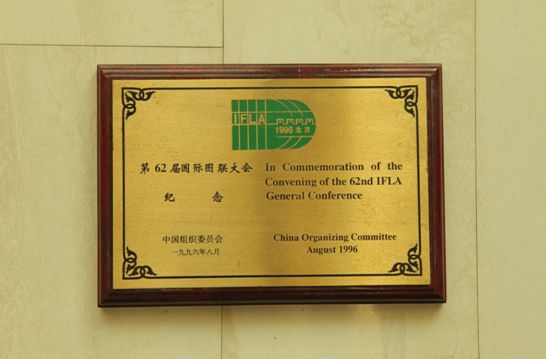 IFLA
1996 北京
第62届国际图联大会
纪 念
In Commemoration of the
Convening of the 62nd IFLA
General Conference
中国组织委员会
一九九六年八月
China Organizing Committee
August 1996